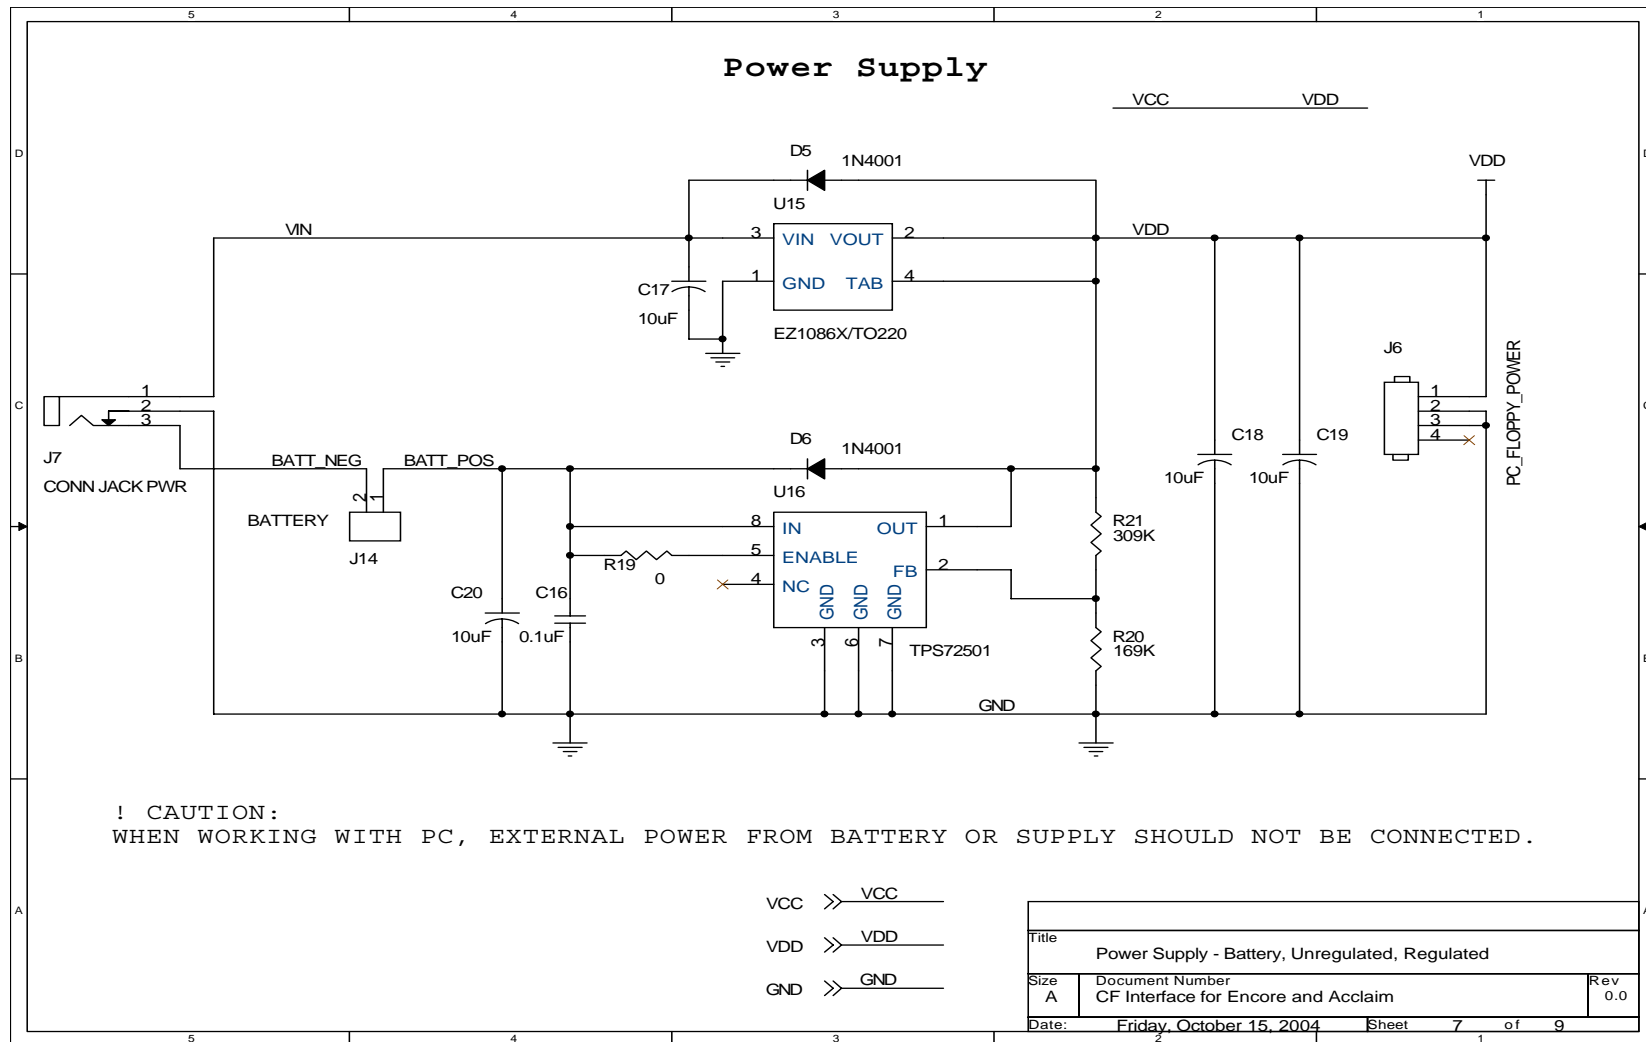 5 4 3 2 1
Power Supply
VCC VDD
D D
D5 1N4001
VDD
U15
VIN
3 VIN VOUT 2
VDD
1 GND TAB 4
C17
10uF
EZ1086X/TO220
J6
1
2
3
4
PC_FLOPPY_POWER
C C
1
2
3
J7
CONN JACK PWR
D6 1N4001
C18
10uF
C19
10uF
BATT_NEG BATT_POS
U16
2 1
BATTERY
J14
8 IN OUT 1
R21
309K
5 ENABLE
R19
0
FB 2
4 NC
GND GND GND
C20
10uF
C16
0.1uF
3 6 7
TPS72501
R20
169K
B B
GND
! CAUTION:
WHEN WORKING WITH PC, EXTERNAL POWER FROM BATTERY OR SUPPLY SHOULD NOT BE CONNECTED.
VCC VCC
A A
VDD VDD
GND GND
Title
Power Supply - Battery, Unregulated, Regulated
Size Document Number Rev
A CF Interface for Encore and Acclaim 0.0
Date: Friday, October 15, 2004 Sheet 7 of 9
5 4 3 2 1